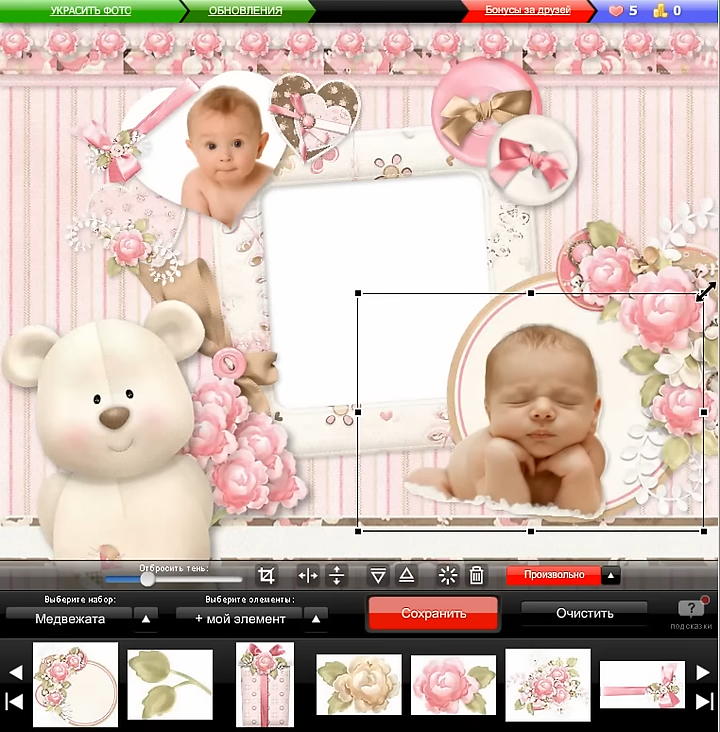 УКРАСИТЬ ФОТО
ОБНОВЛЕНИЯ
Бонусы за друзей
5
0
Отбросить тень:
Произвольно
Выберите набор:
Выберите элементы:
Медвежата
+ мой элемент
Сохранить
Очистить
?
подсказки